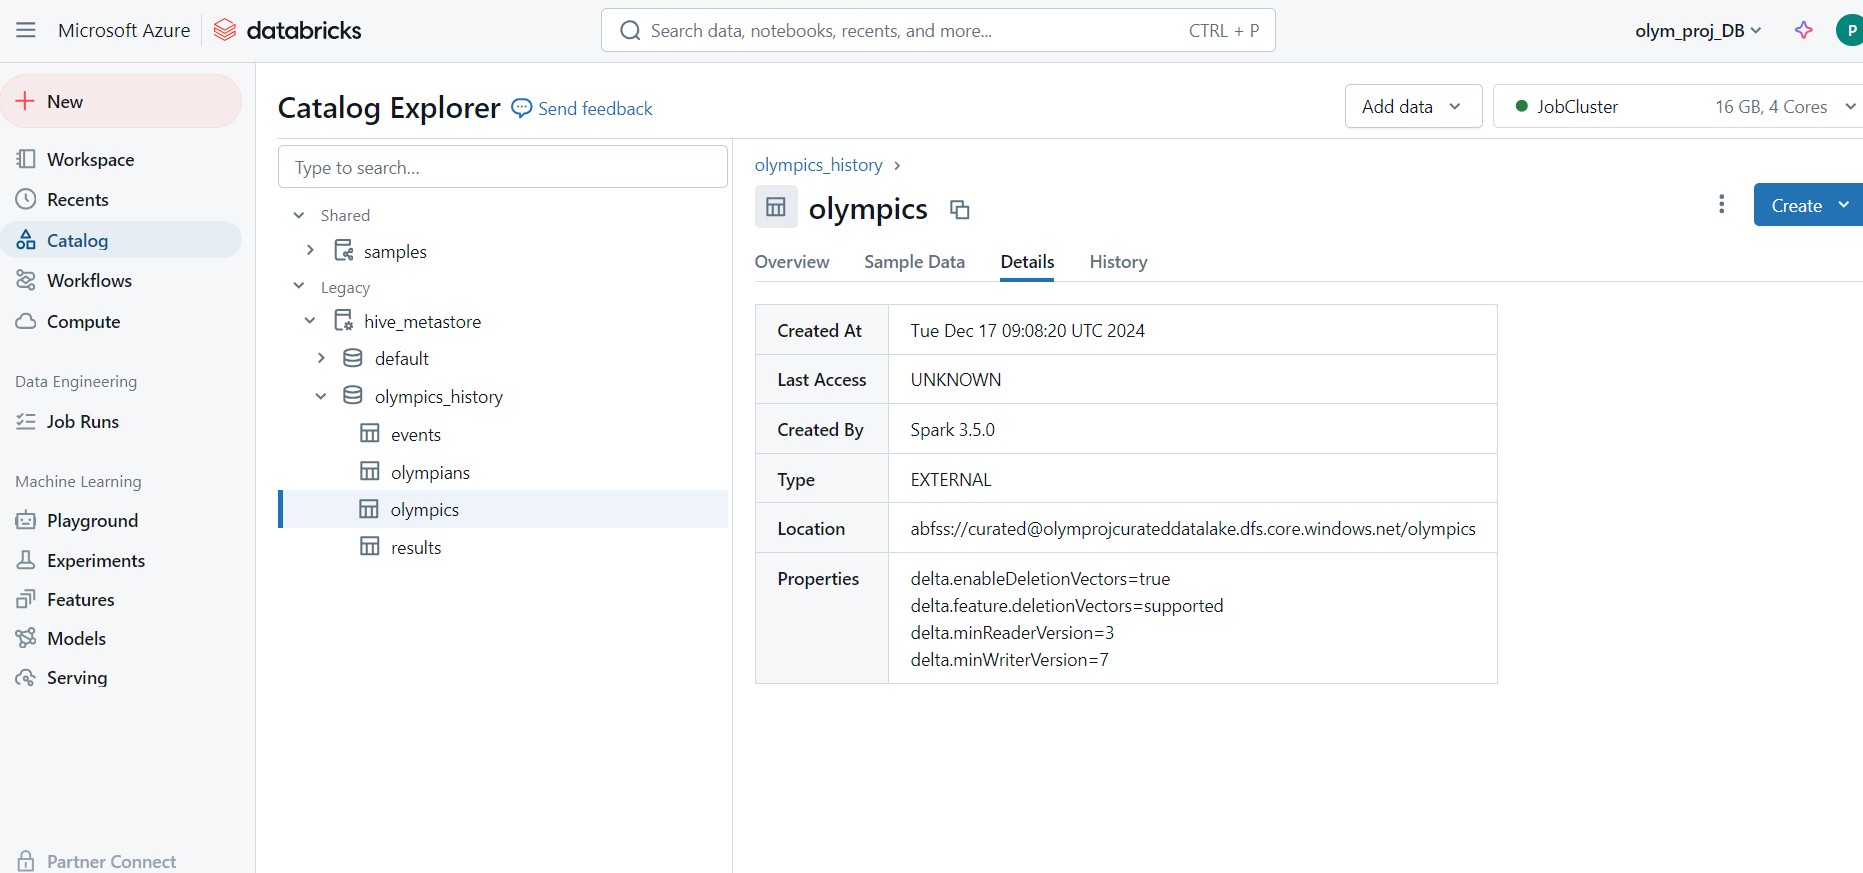 Microsoft Azure databricks
Search data, notebooks, recents, and more... CTRL + P
olym_proj_DB
P
New
Workspace
Recents
Catalog
Workflows
Compute
Data Engineering
Job Runs
Machine Learning
Playground
Experiments
Features
Models
Serving
Partner Connect
Catalog Explorer Send feedback
Add data
JobCluster 16 GB, 4 Cores
Type to search...
Shared
samples
Legacy
hive_metastore
default
olympics_history
events
olympians
olympics
results
olympics_history ›
olympics
Create
Overview Sample Data Details History
Created At Tue Dec 17 09:08:20 UTC 2024
Last Access UNKNOWN
Created By Spark 3.5.0
Type EXTERNAL
Location abfss://curated@olymprojcurateddatalake.dfs.core.windows.net/olympics
Properties delta.enableDeletionVectors=true
delta.feature.deletionVectors=supported
delta.minReaderVersion=3
delta.minWriterVersion=7